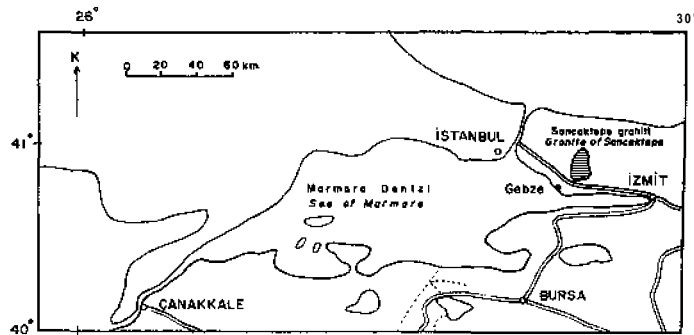 26° 30°
K
0 20 40 60 km.
41°
İSTANBUL
Sancaktepe graniti
Granite of Sancaktepe
İZMİT
Gebze
Marmara Denizi
See of Marmara
ÇANAKKALE
BURSA
40°